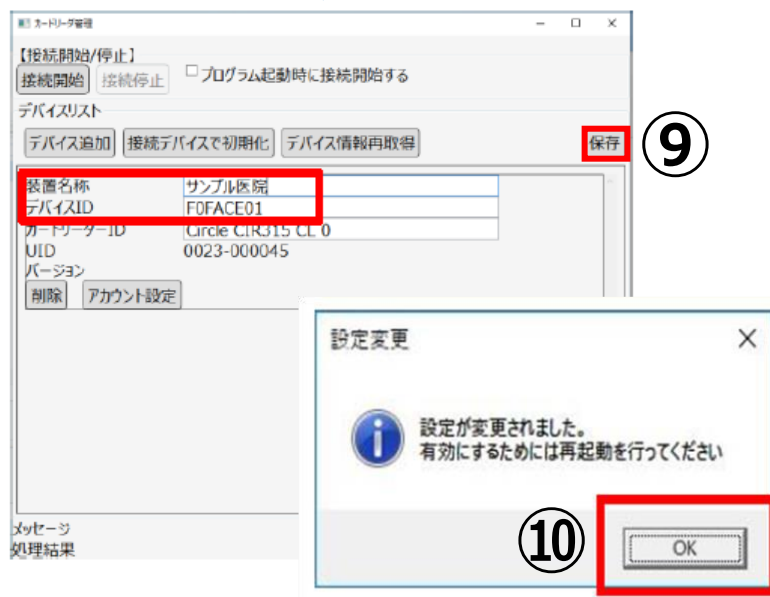 カードリーダ管理
【接続開始/停止】
接続開始 接続停止 プログラム起動時に接続開始する
デバイスリスト
デバイス追加 接続デバイスで初期化 デバイス情報再取得 保存 ⑨
装置名称 サンプル医院
デバイスID F0FACE01
カードリーダーID Circle CIR315 CL 0
UID 0023-000045
バージョン
削除 アカウント設定
設定変更
設定が変更されました。
有効にするためには再起動を行ってください
⑩ OK
メッセージ
処理結果